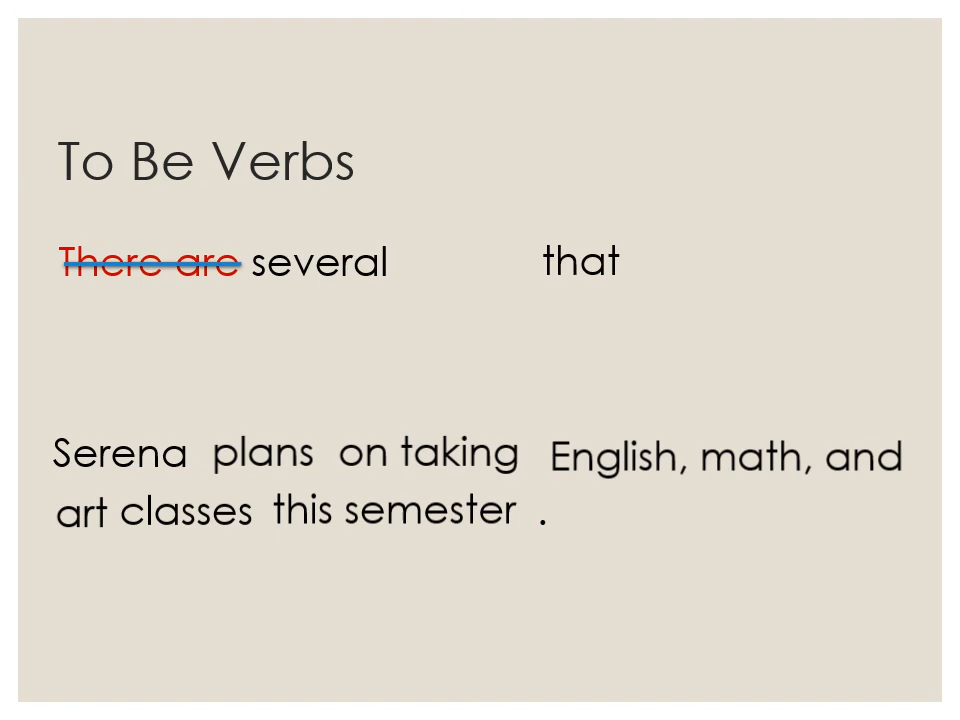 To Be Verbs
There are several that
Serena plans on taking English, math, and
art classes this semester .